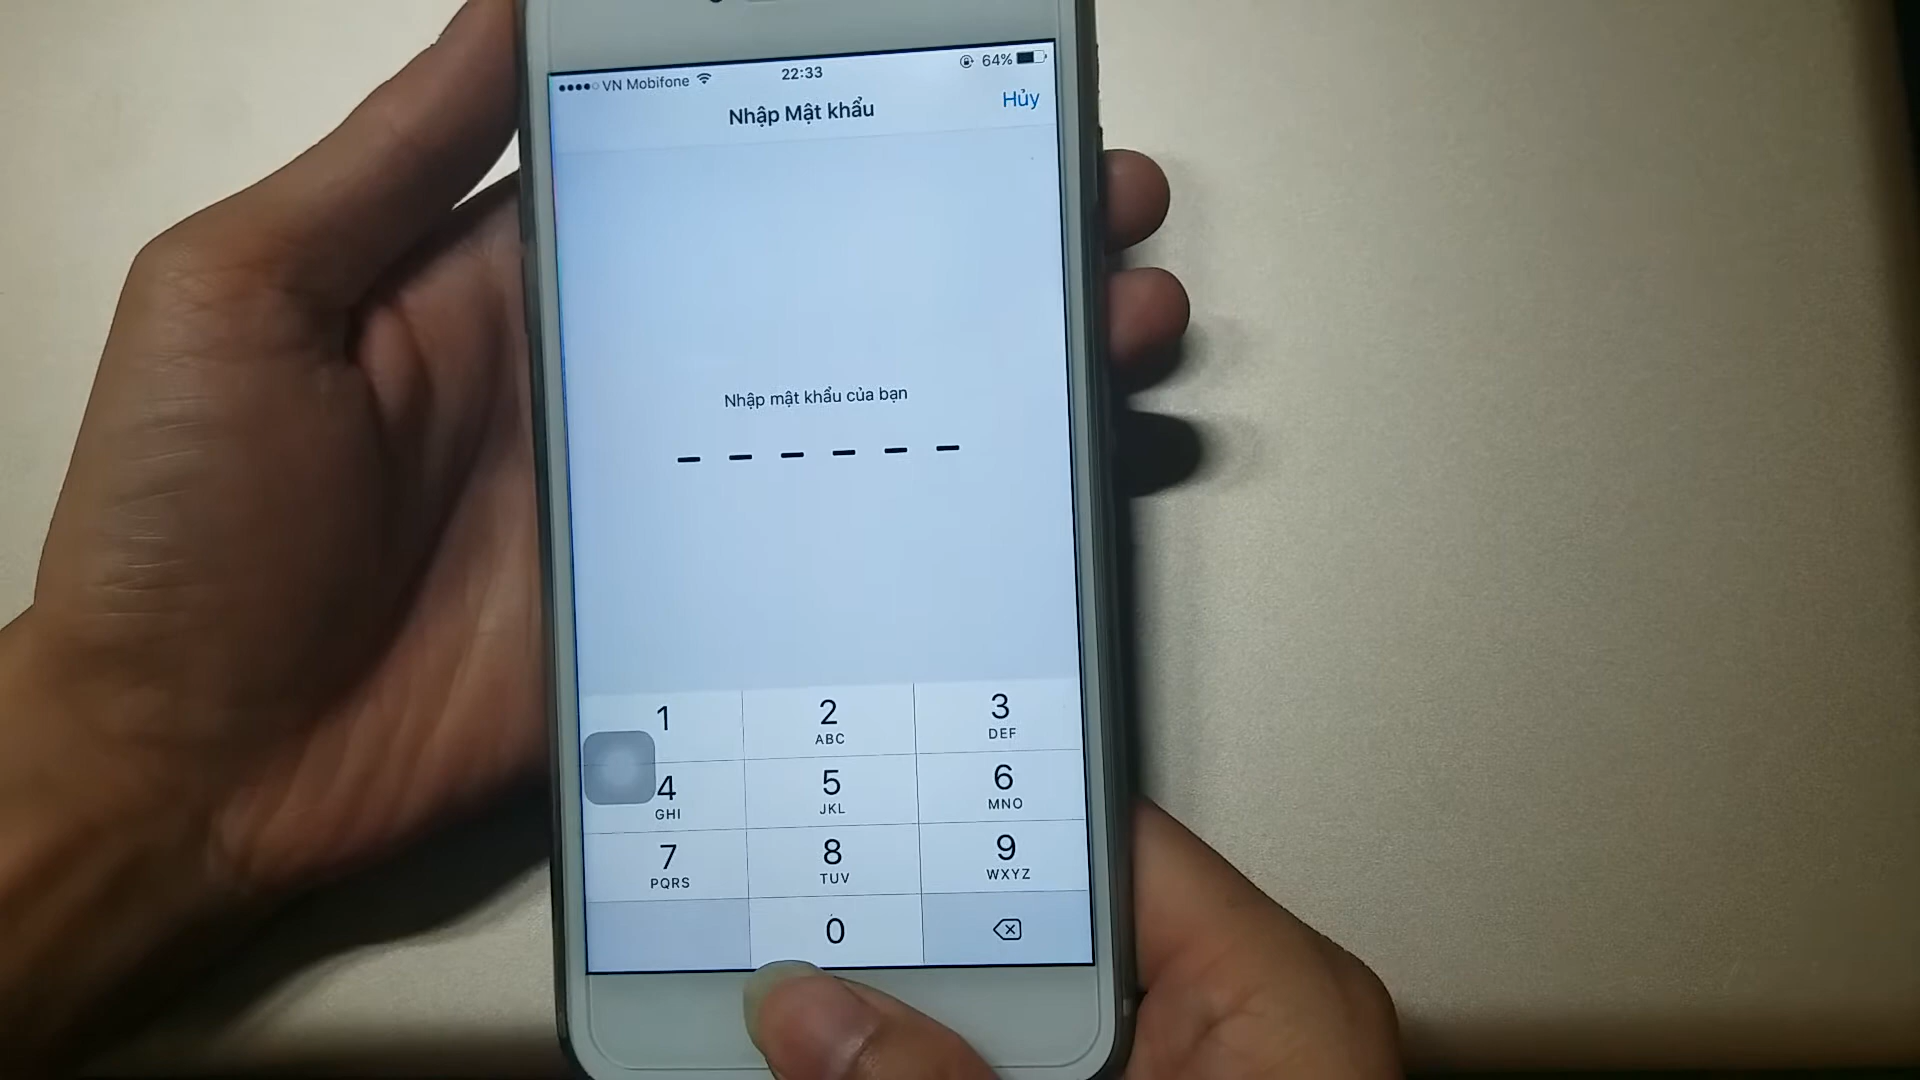 VN Mobifone 22:33 64%
Nhập Mật khẩu Hủy
Nhập mật khẩu của bạn
1 2 3
ABC DEF
4 5 6
GHI JKL MNO
7 8 9
PQRS TUV WXYZ
0